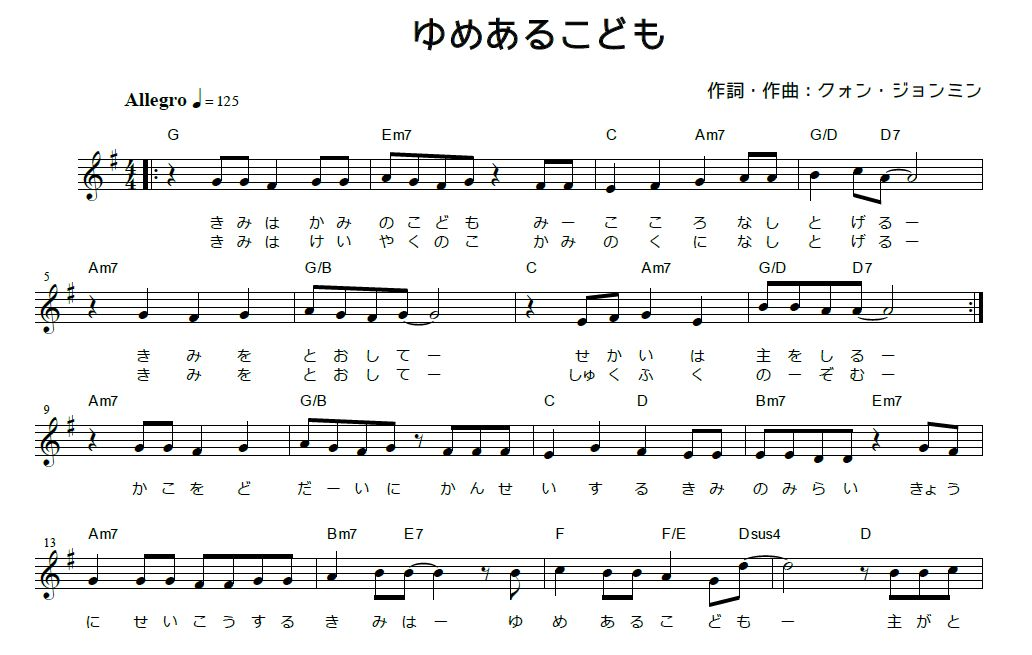 ゆめあるこども
作詞・作曲：クォン・ジョンミン
Allegro ♩= 125
G Em7 C Am7 G/D D7
きみは かみ のこども みー こ こ ろ なし と げるー
きみは けい やくのこ かみ の く に なし と げるー
5 Am7 G/B C Am7 G/D D7
き み を と お し て ー せ か い は 主 を し る ー
き み を と お し て ー しゅ く ふ く の ー ぞ む ー
9 Am7 G/B C D Bm7 Em7
か こ を ど だ ー い に か ん せ い す る き み の み ら い きょ う
13 Am7 Bm7 E7 F F/E Dsus4 D
に せ い こ う す る き み は ー ゆ め あ る こ ど も ー 主 が と